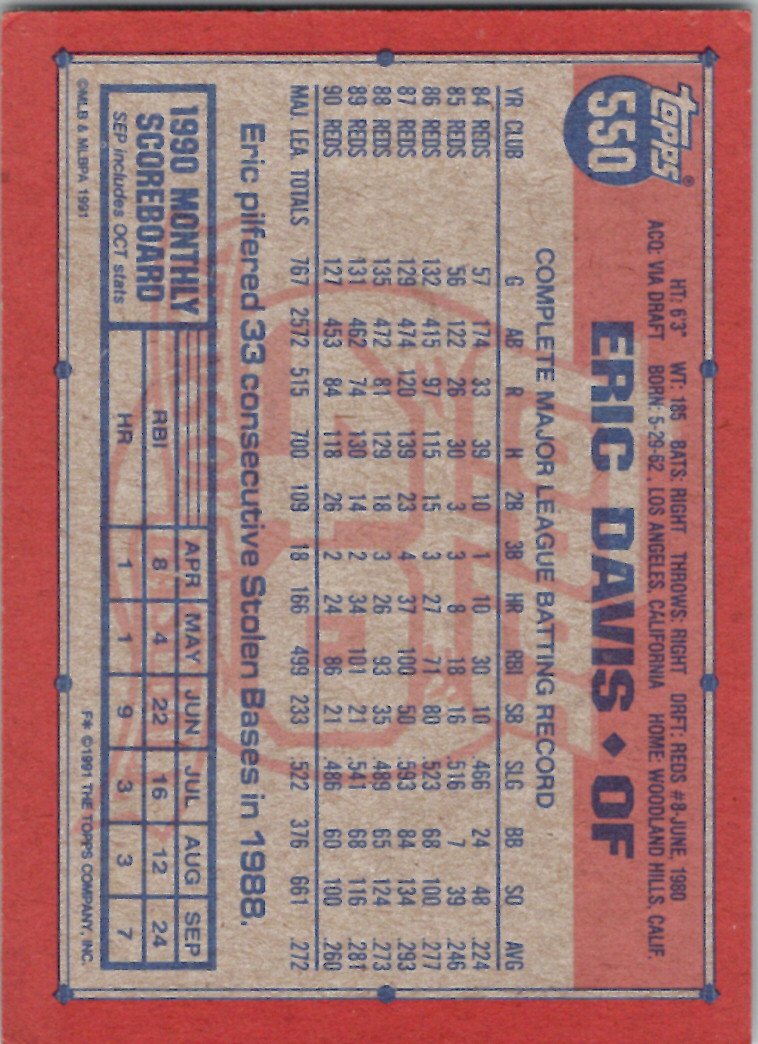 Topps®
550
HT: 6'3" WT: 185 BATS: RIGHT THROWS: RIGHT DRFT: REDS #8-JUNE, 1980
ACQ: VIA DRAFT BORN: 5-29-62, LOS ANGELES, CALIFORNIA HOME: WOODLAND HILLS, CALIF.
ERIC DAVIS ♦ OF
COMPLETE MAJOR LEAGUE BATTING RECORD
YR CLUB G AB R H 2B 3B HR RBI SB SLG BB SO AVG
84 REDS 57 174 33 39 10 1 10 30 10 .466 24 48 .224
85 REDS 56 122 26 30 3 3 8 18 16 .516 7 39 .246
86 REDS 132 415 97 115 15 3 27 71 80 .523 68 100 .277
87 REDS 129 474 120 139 23 4 37 100 50 .593 84 134 .293
88 REDS 135 472 81 129 18 3 26 93 35 .489 65 124 .273
89 REDS 131 462 74 130 14 2 34 101 21 .541 68 116 .281
90 REDS 127 453 84 118 26 2 24 86 21 .486 60 100 .260
MAJ. LEA. TOTALS 767 2572 515 700 109 18 166 499 233 .522 376 661 .272
Eric pilfered 33 consecutive Stolen Bases in 1988.
1990 MONTHLY
SCOREBOARD
SEP includes OCT stats
APR MAY JUN JUL AUG SEP
RBI 8 4 22 16 12 24
HR 1 1 9 3 3 7
©MLB & MLBPA 1991
F* ©1991 THE TOPPS COMPANY, INC.